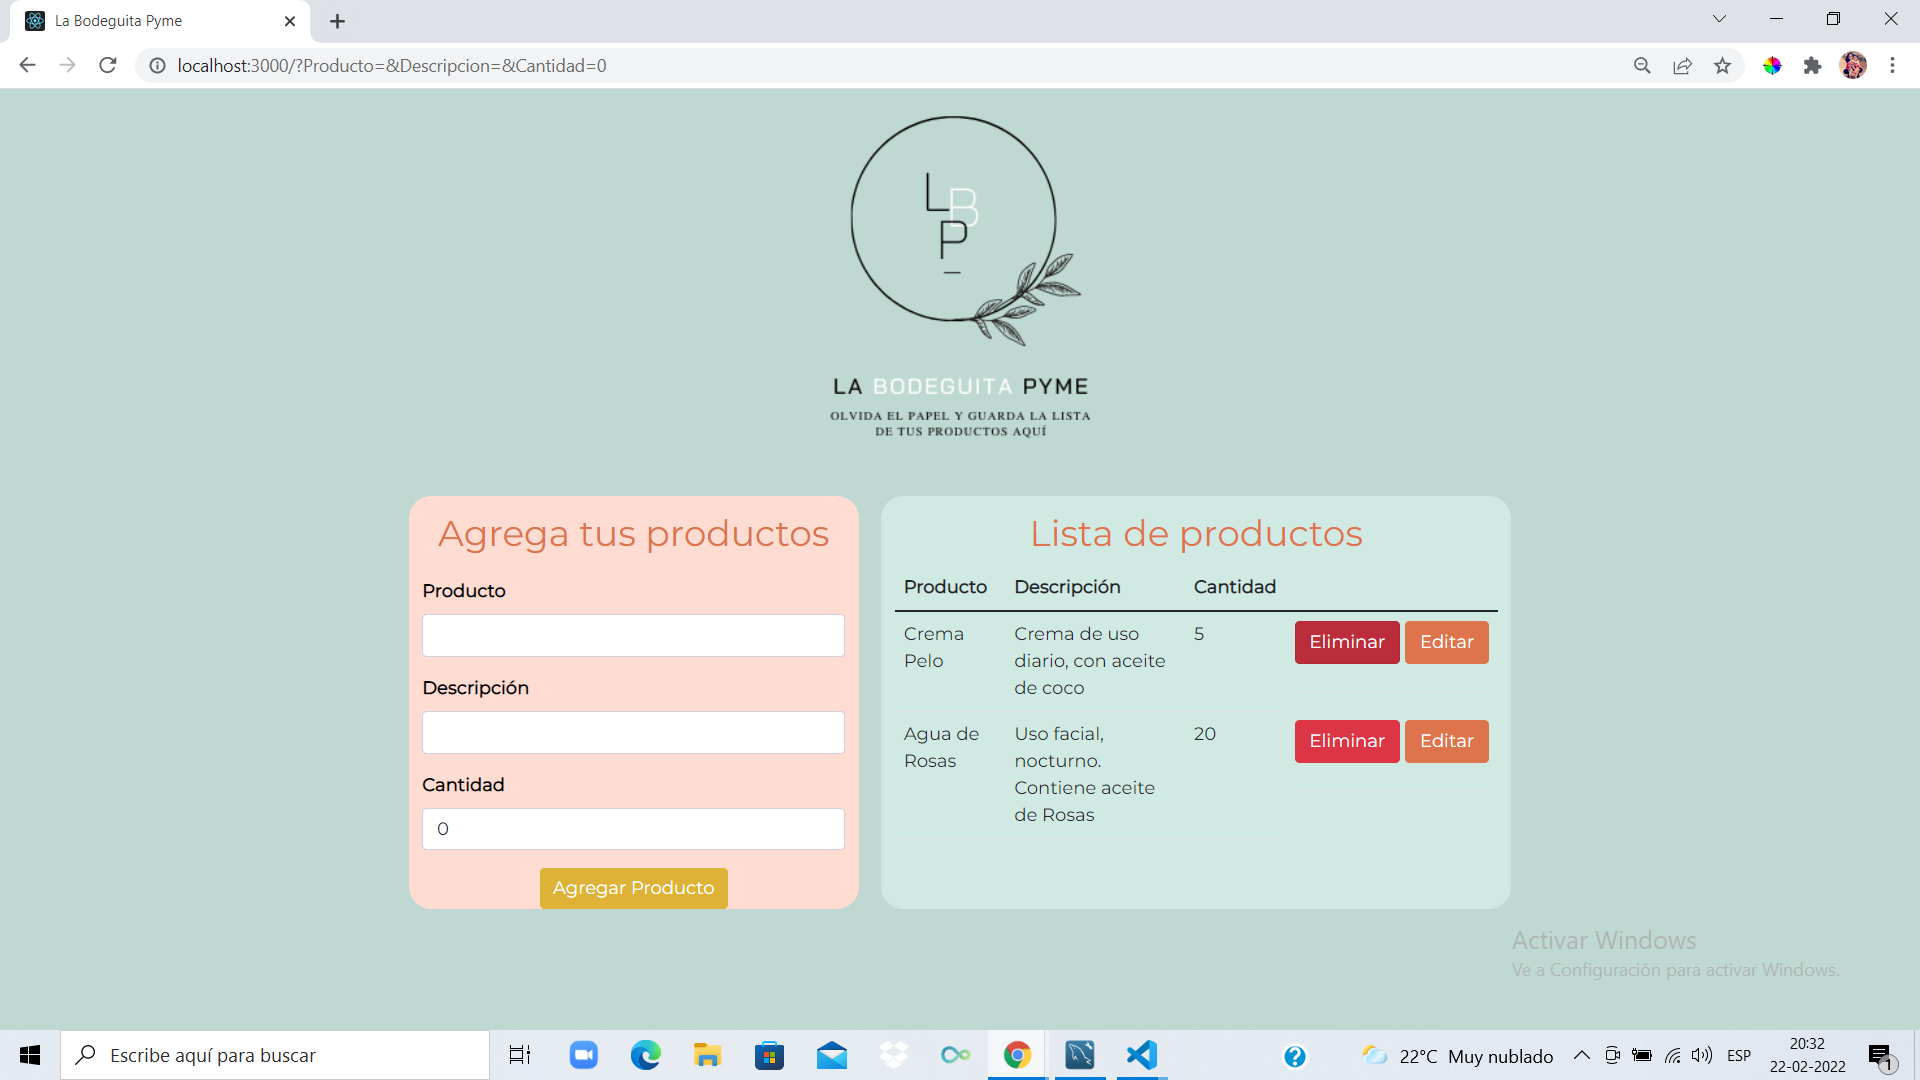 La Bodeguita Pyme
localhost:3000/?Producto=&Descripcion=&Cantidad=0
L
B
P
LA BODEGUITA PYME
OLVIDA EL PAPEL Y GUARDA LA LISTA
DE TUS PRODUCTOS AQUÍ
Agrega tus productos
Producto
Descripción
Cantidad
0
Agregar Producto
Lista de productos
Producto Descripción Cantidad
Crema Crema de uso 5 Eliminar Editar
Pelo diario, con aceite
de coco
Agua de Uso facial, 20 Eliminar Editar
Rosas nocturno.
Contiene aceite
de Rosas
Activar Windows
Ve a Configuración para activar Windows.
Escribe aquí para buscar
22°C Muy nublado
ESP
20:32
22-02-2022
1